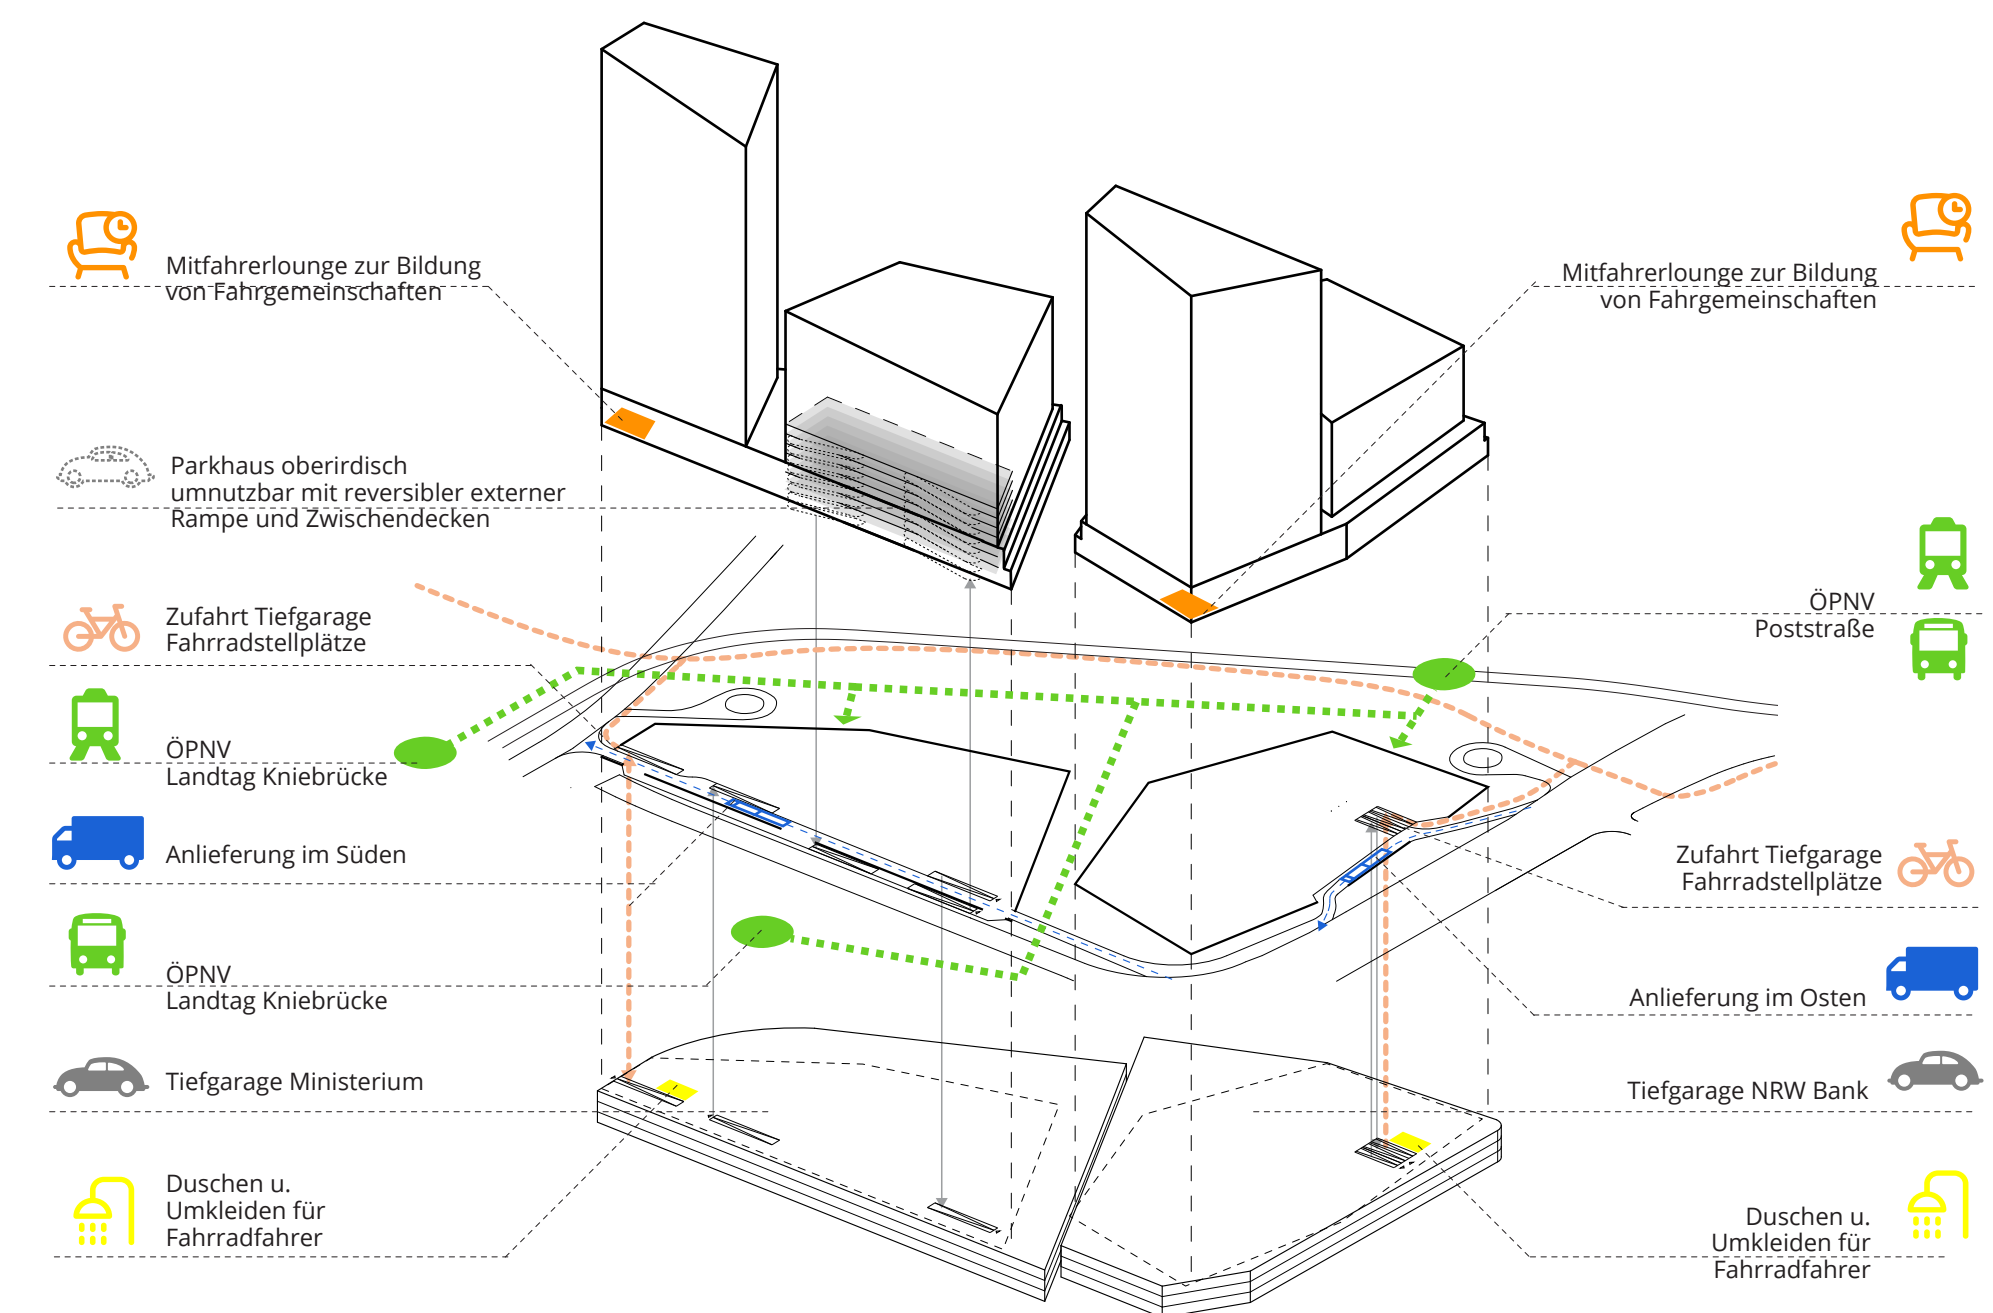 Mitfahrerlounge zur Bildung
von Fahrgemeinschaften
Parkhaus oberirdisch
umnutzbar mit reversibler externer
Rampe und Zwischendecken
Zufahrt Tiefgarage
Fahrradstellplätze
ÖPNV
Landtag Kniebrücke
Anlieferung im Süden
ÖPNV
Landtag Kniebrücke
Tiefgarage Ministerium
Duschen u.
Umkleiden für
Fahrradfahrer
Mitfahrerlounge zur Bildung
von Fahrgemeinschaften
ÖPNV
Poststraße
Zufahrt Tiefgarage
Fahrradstellplätze
Anlieferung im Osten
Tiefgarage NRW Bank
Duschen u.
Umkleiden für
Fahrradfahrer